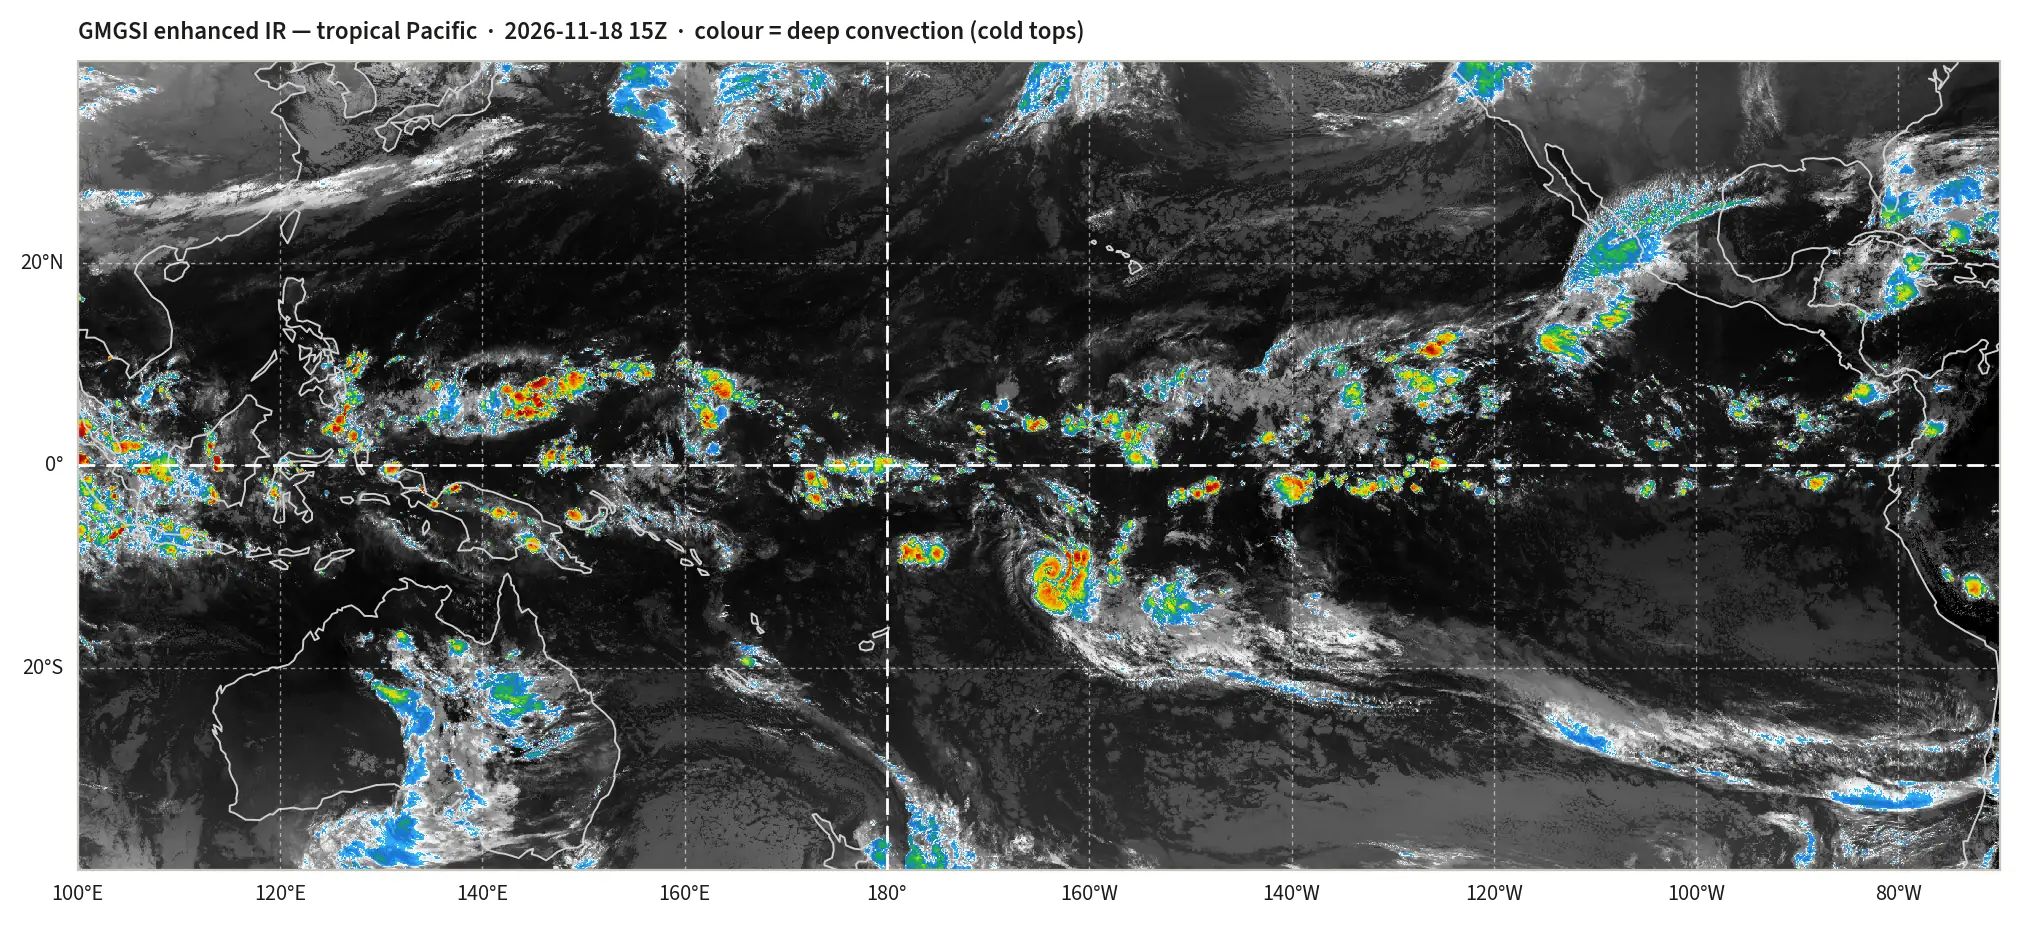 GMGSI enhanced IR — tropical Pacific · 2026-11-18 15Z · colour = deep convection (cold tops)
20°N
0°
20°S
100°E 120°E 140°E 160°E 180° 160°W 140°W 120°W 100°W 80°W